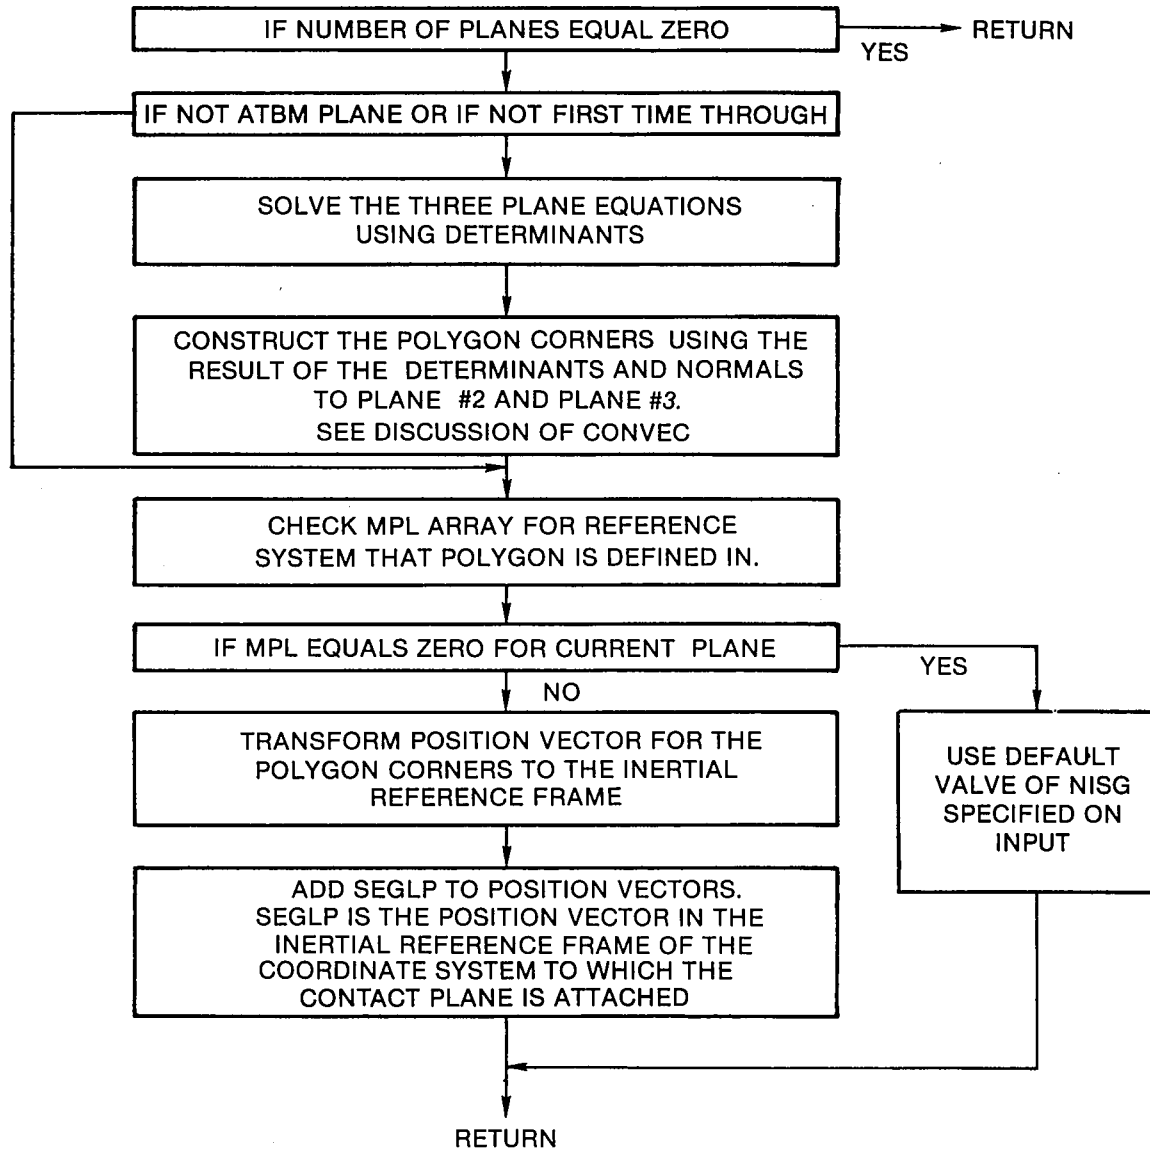 IF NUMBER OF PLANES EQUAL ZERO
RETURN
YES
IF NOT ATBM PLANE OR IF NOT FIRST TIME THROUGH
SOLVE THE THREE PLANE EQUATIONS
USING DETERMINANTS
CONSTRUCT THE POLYGON CORNERS USING THE
RESULT OF THE DETERMINANTS AND NORMALS
TO PLANE #2 AND PLANE #3.
SEE DISCUSSION OF CONVEC
CHECK MPL ARRAY FOR REFERENCE
SYSTEM THAT POLYGON IS DEFINED IN.
IF MPL EQUALS ZERO FOR CURRENT PLANE
YES
NO
TRANSFORM POSITION VECTOR FOR THE
POLYGON CORNERS TO THE INERTIAL
REFERENCE FRAME
USE DEFAULT
VALVE OF NISG
SPECIFIED ON
INPUT
ADD SEGLP TO POSITION VECTORS.
SEGLP IS THE POSITION VECTOR IN THE
INERTIAL REFERENCE FRAME OF THE
COORDINATE SYSTEM TO WHICH THE
CONTACT PLANE IS ATTACHED
RETURN